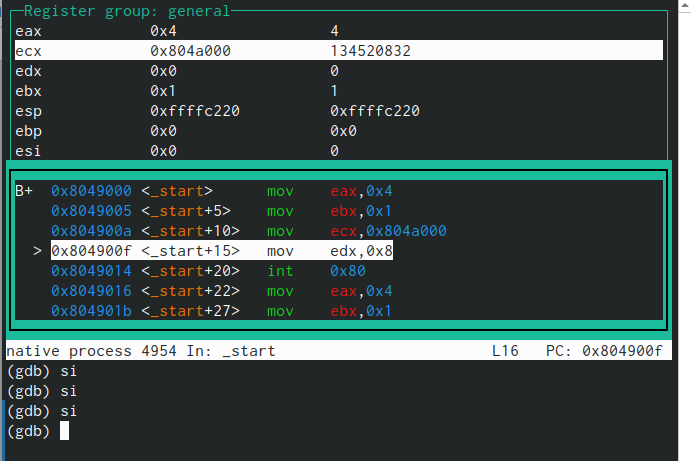 Register group: general
eax 0x4 4
ecx 0x804a000 134520832
edx 0x0 0
ebx 0x1 1
esp 0xffffc220 0xffffc220
ebp 0x0 0x0
esi 0x0 0
B+ 0x8049000 <_start> mov eax,0x4
0x8049005 <_start+5> mov ebx,0x1
0x804900a <_start+10> mov ecx,0x804a000
> 0x804900f <_start+15> mov edx,0x8
0x8049014 <_start+20> int 0x80
0x8049016 <_start+22> mov eax,0x4
0x804901b <_start+27> mov ebx,0x1
native process 4954 In: _start L16 PC: 0x804900f
(gdb) si
(gdb) si
(gdb) si
(gdb)